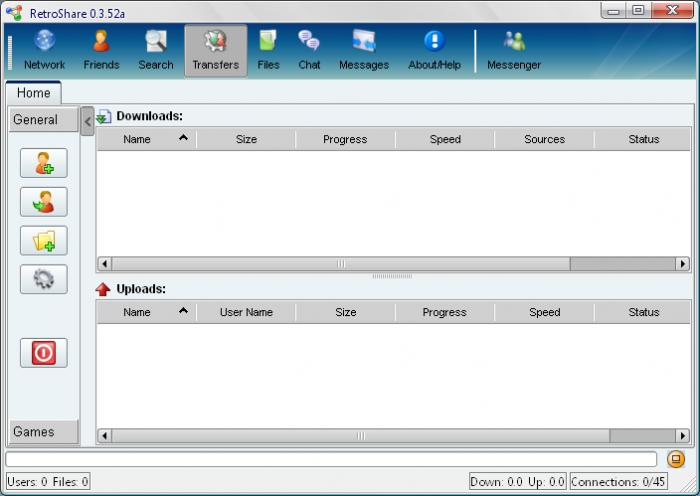 RetroShare 0.3.52a
Network Friends Search Transfers Files Chat Messages About/Help Messenger
Home
General
Downloads:
Name Size Progress Speed Sources Status
Uploads:
Name User Name Size Progress Speed Status
Games
Users: 0 Files: 0 Down: 0.0 Up: 0.0 Connections: 0/45